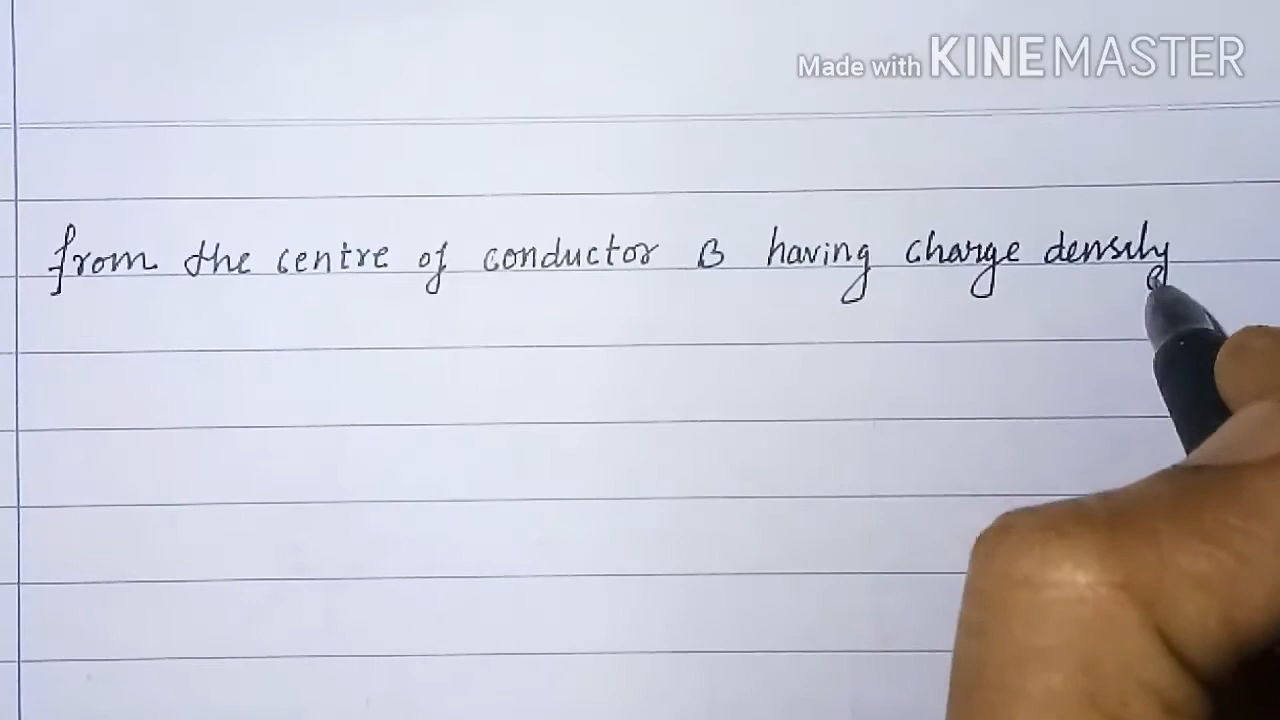 Made with KINEMASTER
from the centre of conductor B having charge density